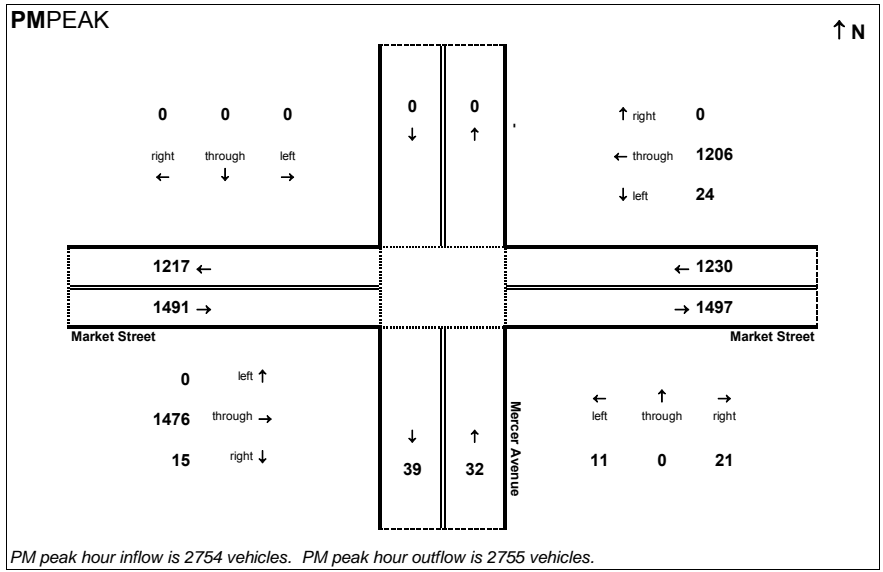 PMPEAK
↑ N
0 0 0
right through left
← ↓ →
0 0
↓ ↑
↑ right 0
← through 1206
↓ left 24
1217 ←
1491 →
← 1230
→ 1497
Market Street
Market Street
0 left ↑
1476 through →
15 right ↓
↓ ↑
39 32
Mercer Avenue
← ↑ →
left through right
11 0 21
PM peak hour inflow is 2754 vehicles. PM peak hour outflow is 2755 vehicles.